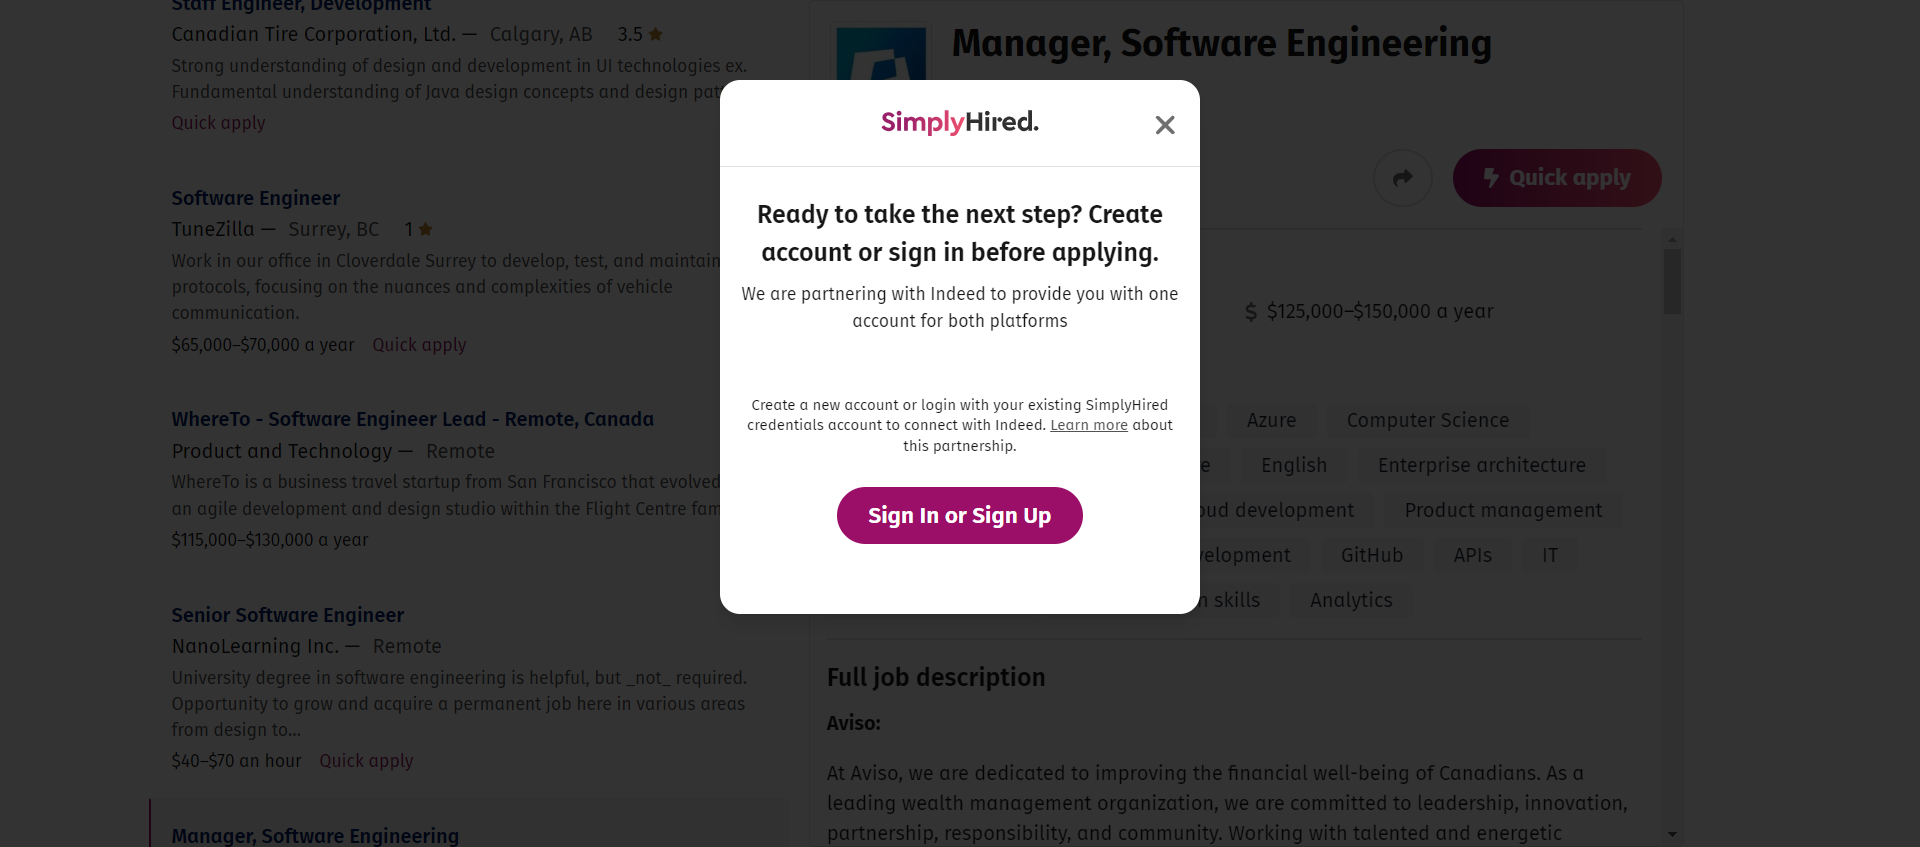 Staff Engineer, Development
Canadian Tire Corporation, Ltd. — Calgary, AB 3.5
Strong understanding of design and development in UI technologies ex.
Fundamental understanding of Java design concepts and design
Quick apply
Software Engineer
TuneZilla — Surrey, BC 1
Work in our office in Cloverdale Surrey to develop, test, and maintain
protocols, focusing on the nuances and complexities of vehicle
communication.
$65,000–$70,000 a year Quick apply
WhereTo - Software Engineer Lead - Remote, Canada
Product and Technology — Remote
WhereTo is a business travel startup from San Francisco that evolved
an agile development and design studio within the Flight Centre
$115,000–$130,000 a year
Senior Software Engineer
NanoLearning Inc. — Remote
University degree in software engineering is helpful, but _not_ required.
Opportunity to grow and acquire a permanent job here in various areas
from design to...
$40–$70 an hour Quick apply
Manager, Software Engineering
SimplyHired.
Ready to take the next step? Create
account or sign in before applying.
We are partnering with Indeed to provide you with one
account for both platforms
Create a new account or login with your existing SimplyHired
credentials account to connect with Indeed. Learn more about
this partnership.
Sign In or Sign Up
Manager, Software Engineering
Quick apply
$ $125,000–$150,000 a year
Azure Computer Science
English Enterprise architecture
development Product management
GitHub APIs IT
skills Analytics
Full job description
Aviso:
At Aviso, we are dedicated to improving the financial well-being of Canadians. As a
leading wealth management organization, we are committed to leadership, innovation,
partnership, responsibility, and community. Working with talented and energetic